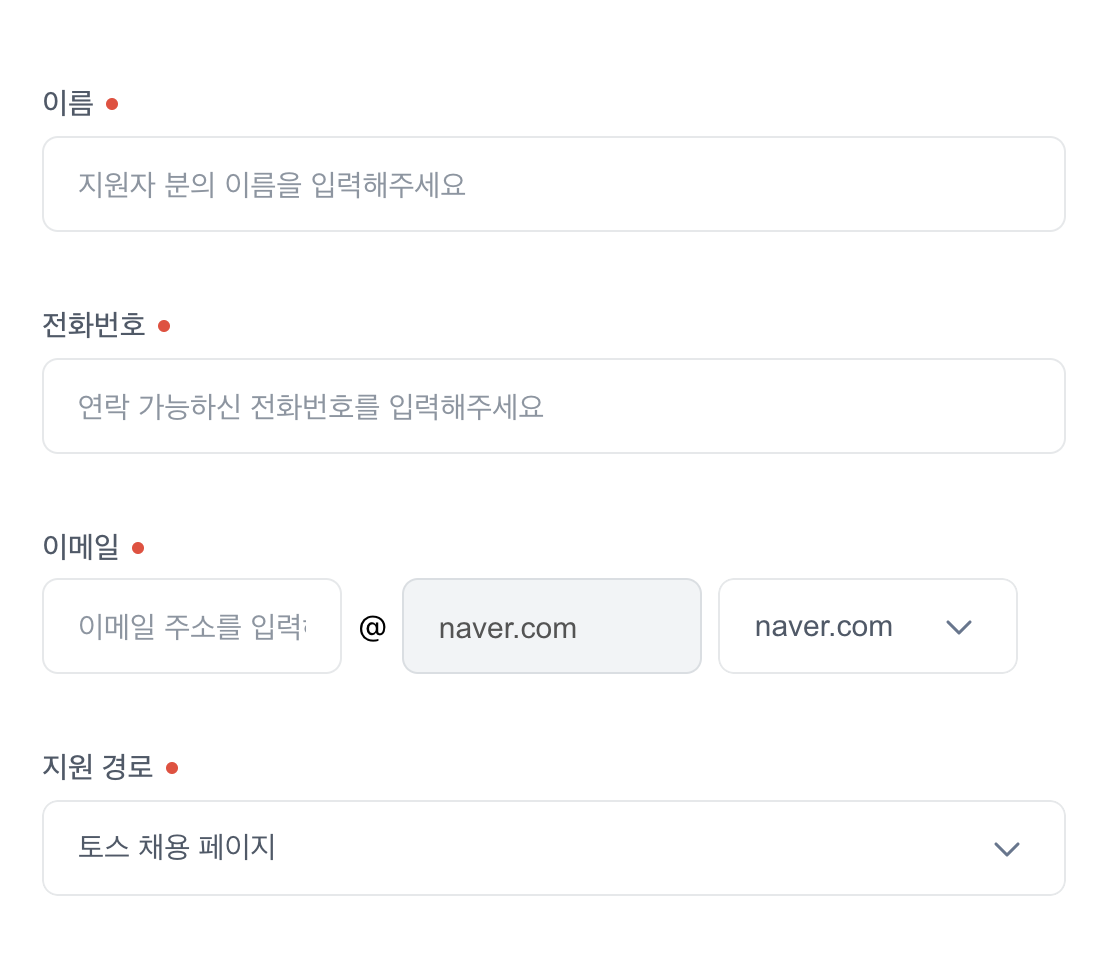 이름
지원자 분의 이름을 입력해주세요
전화번호
연락 가능하신 전화번호를 입력해주세요
이메일
이메일 주소를 입력 @ naver.com naver.com
지원 경로
토스 채용 페이지